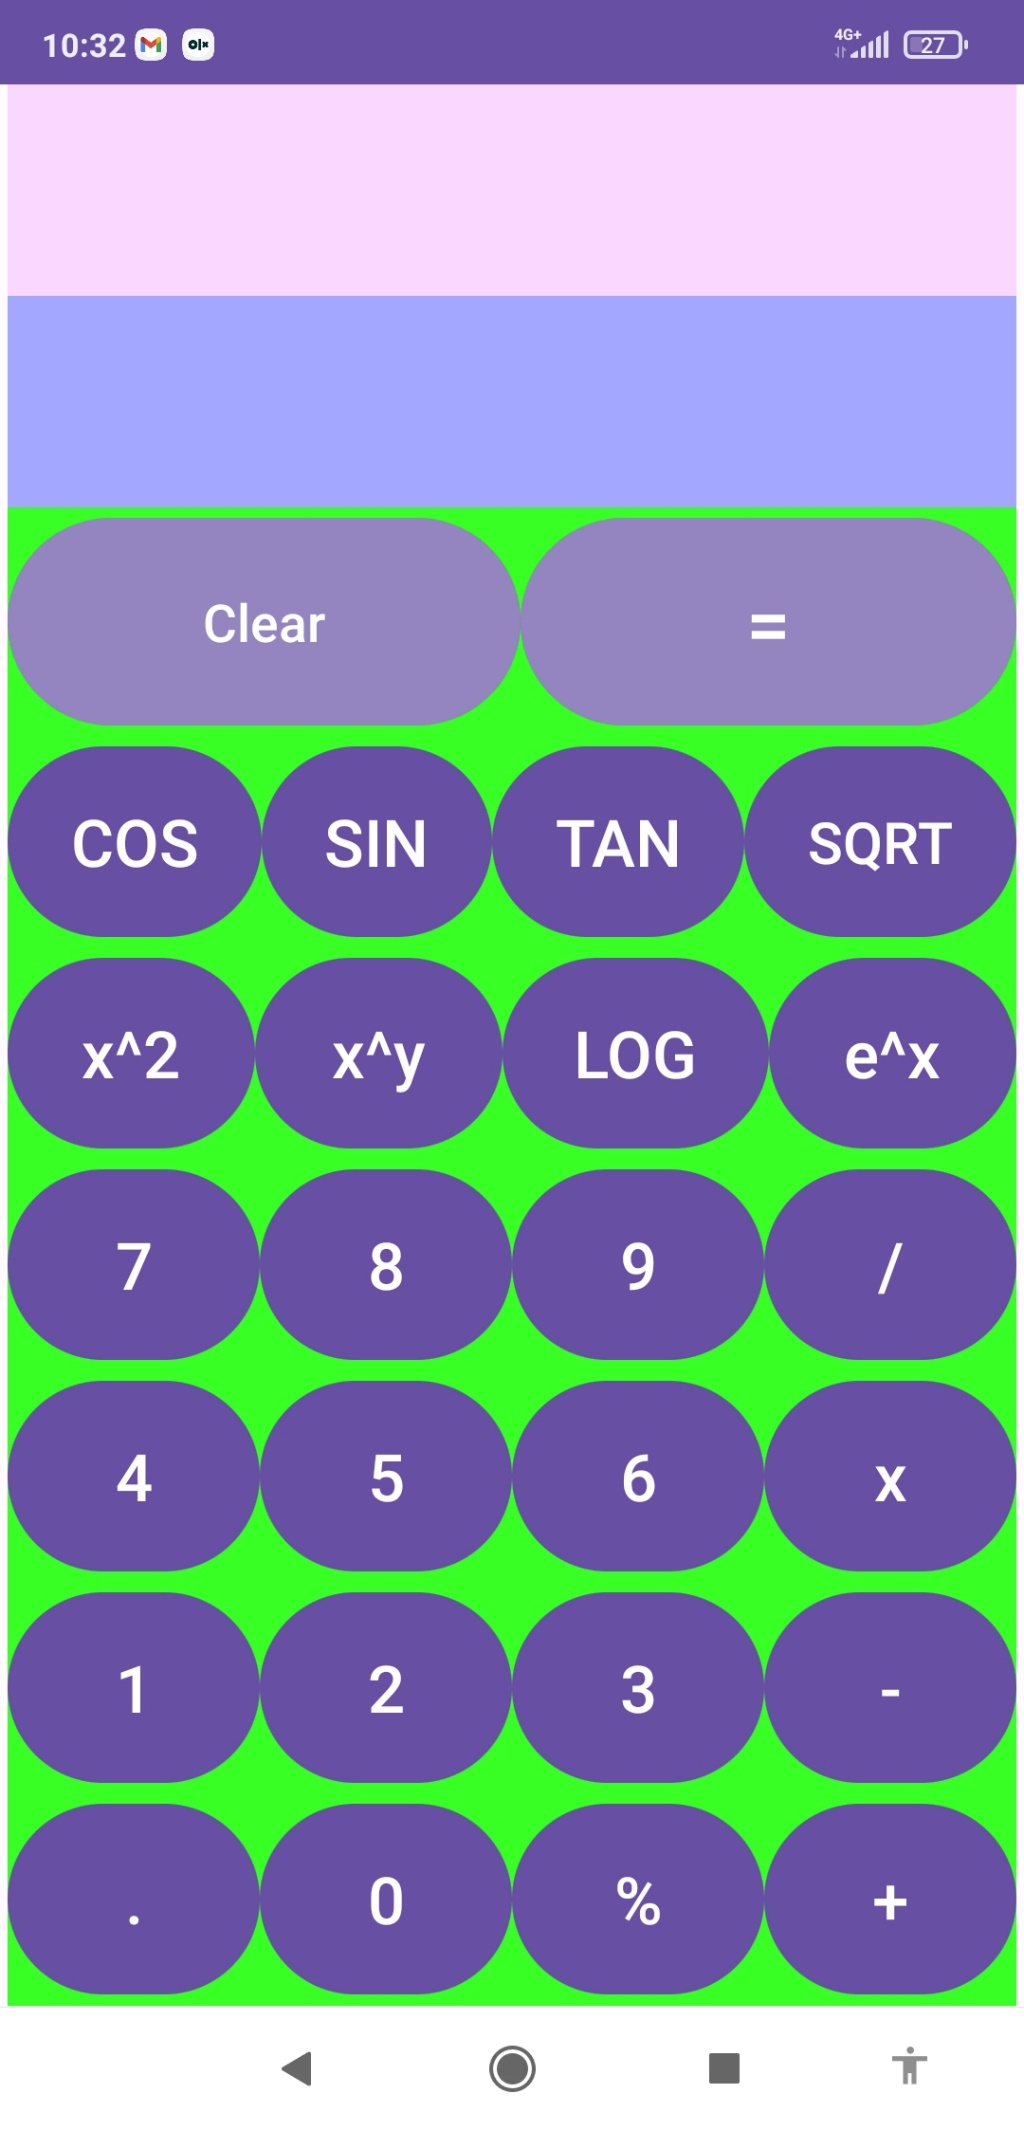 10:32 olx 4G+ 27
Clear =
COS SIN TAN SQRT
x^2 x^y LOG e^x
7 8 9 /
4 5 6 x
1 2 3 -
. 0 % +